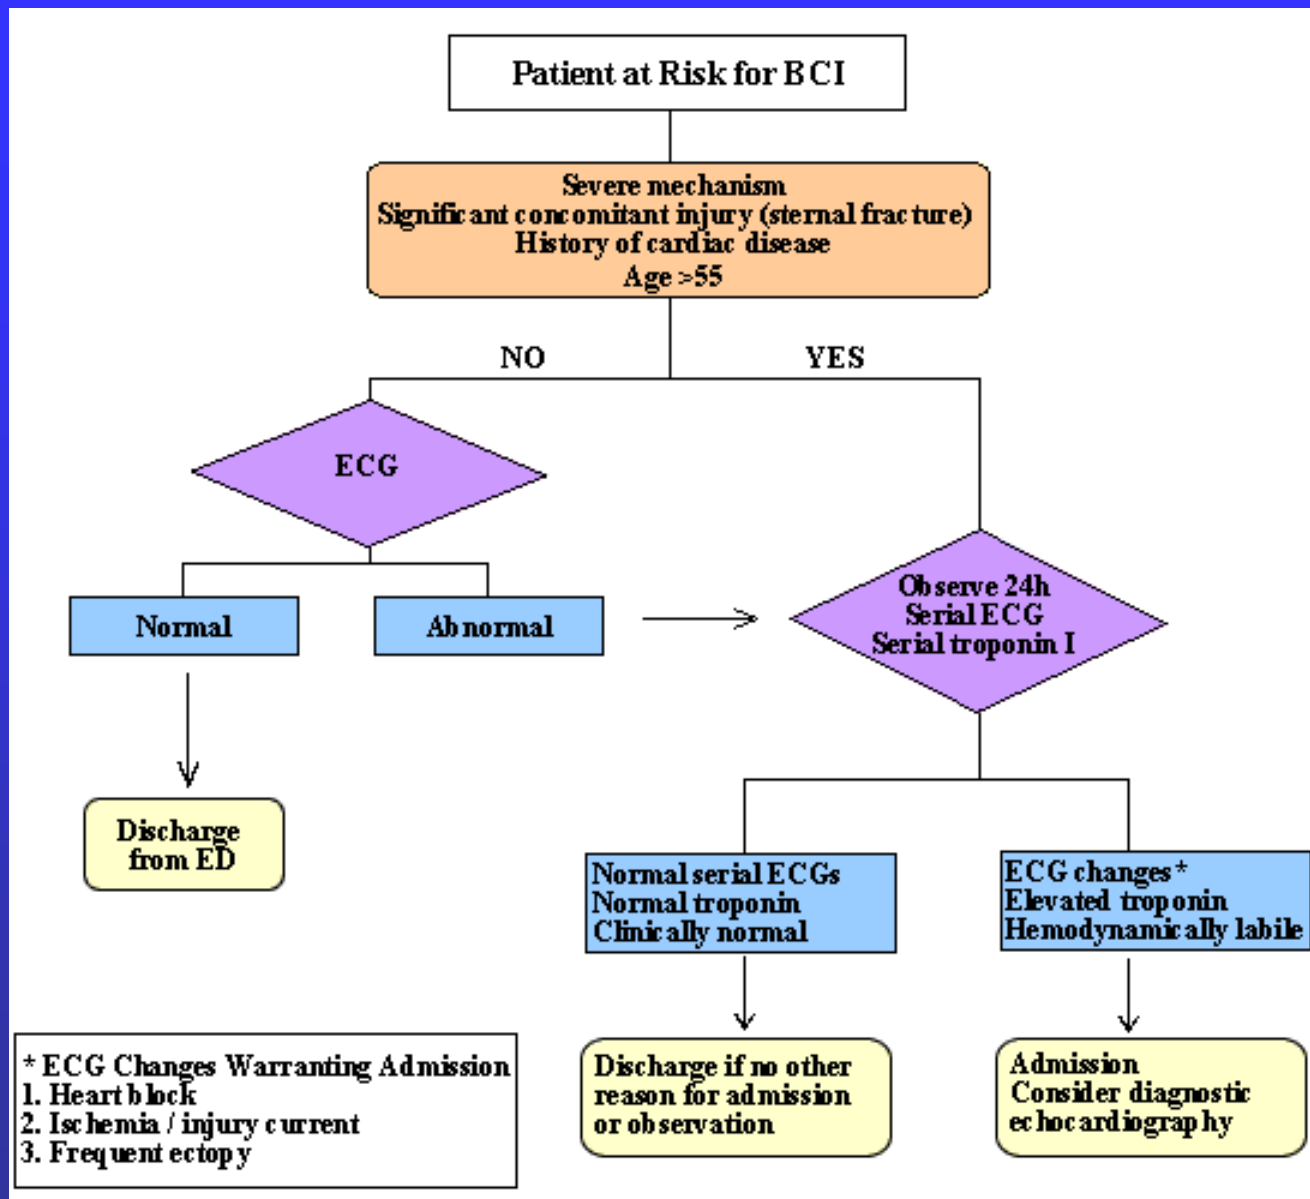 Patient at Risk for BCI
Severe mechanism
Significant concomitant injury (sternal fracture)
History of cardiac disease
Age >55
NO
YES
ECG
Normal
Abnormal
Observe 24h
Serial ECG
Serial troponin I
Discharge
from ED
Normal serial ECGs
Normal troponin
Clinically normal
ECG changes*
Elevated troponin
Hemodynamically labile
Discharge if no other
reason for admission
or observation
Admission
Consider diagnostic
echocardiography
* ECG Changes Warranting Admission
1. Heart block
2. Ischemia / injury current
3. Frequent ectopy